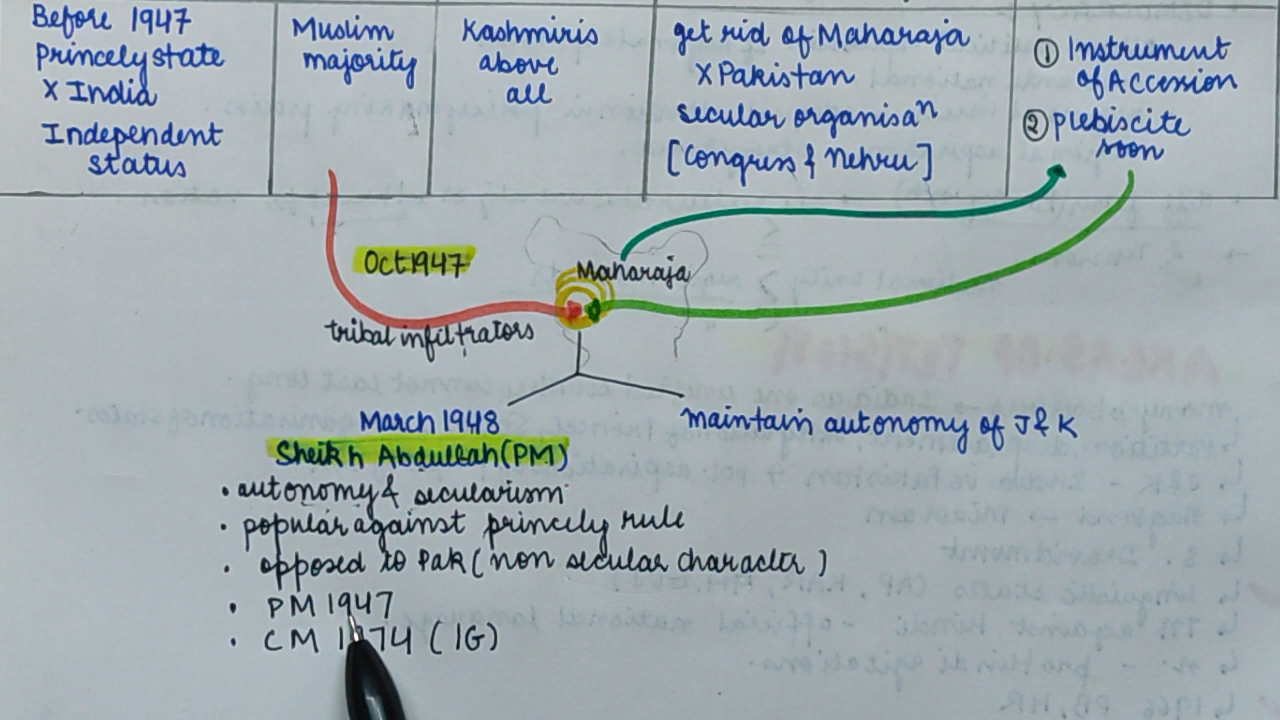 Before 1947
Princely state
X India
Independent
status
Muslim
majority
Kashmiris
above
all
get rid of Maharaja
X Pakistan
secular organisaⁿ
[Congress & Nehru]
① Instrument
of Accession
② Plebiscite
soon
Oct 1947
Maharaja
tribal infiltrators
March 1948
Sheikh Abdullah (PM)
maintain autonomy of J & K
• autonomy & secularism
• popular against princely rule
• opposed to Pak (non secular character)
• PM 1947
• CM 1974 (IG)